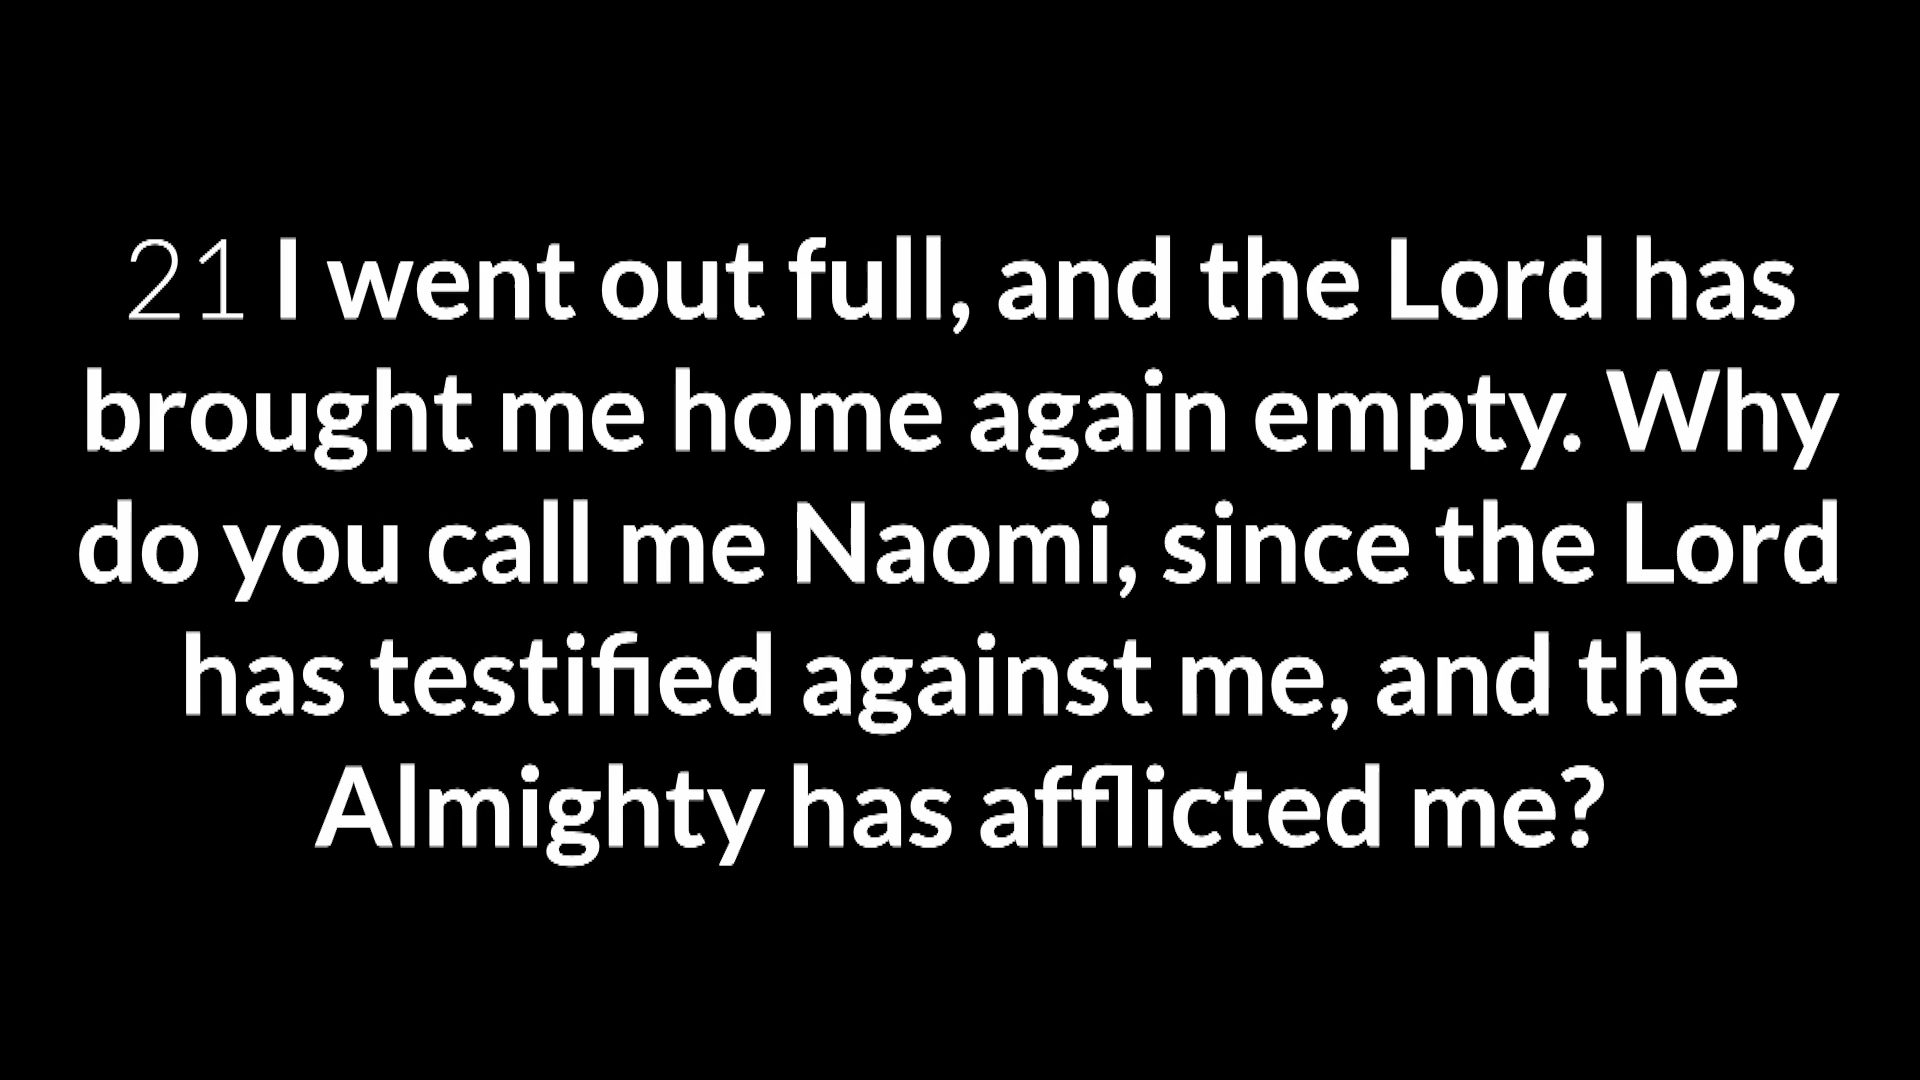 21 I went out full, and the Lord has
brought me home again empty. Why
do you call me Naomi, since the Lord
has testified against me, and the
Almighty has afflicted me?